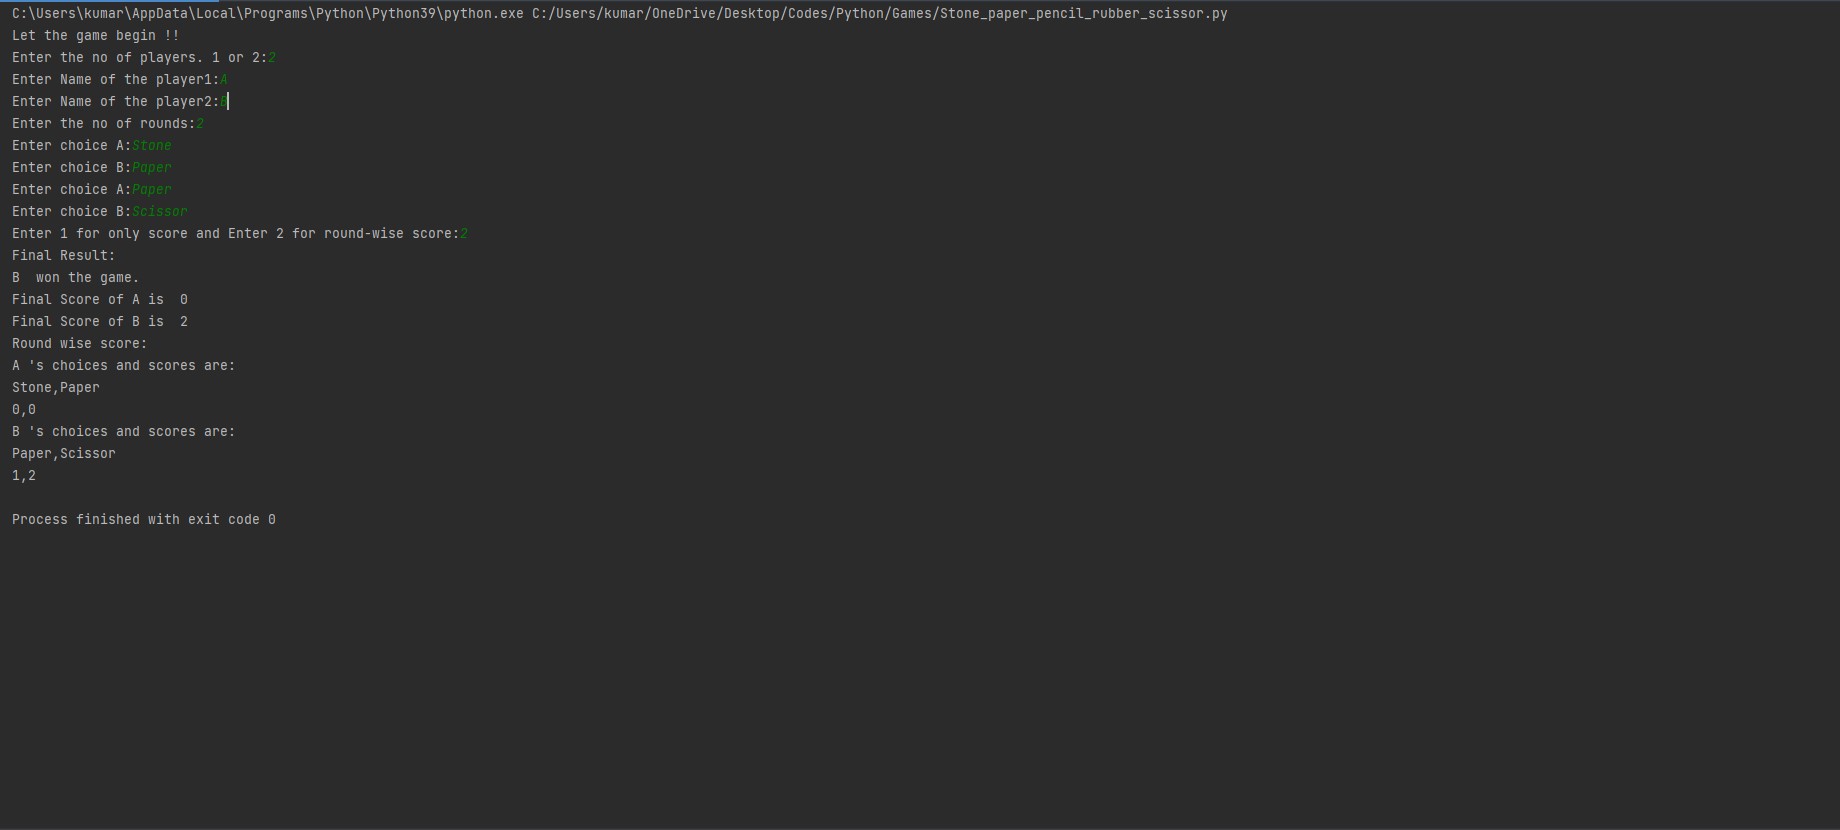 C:\Users\kumar\AppData\Local\Programs\Python\Python39\python.exe C:/Users/kumar/OneDrive/Desktop/Codes/Python/Games/Stone_paper_pencil_rubber_scissor.py
Let the game begin !!
Enter the no of players. 1 or 2:2
Enter Name of the player1:A
Enter Name of the player2:B
Enter the no of rounds:2
Enter choice A:Stone
Enter choice B:Paper
Enter choice A:Paper
Enter choice B:Scissor
Enter 1 for only score and Enter 2 for round-wise score:2
Final Result:
B  won the game.
Final Score of A is  0
Final Score of B is  2
Round wise score:
A 's choices and scores are:
Stone,Paper
0,0
B 's choices and scores are:
Paper,Scissor
1,2
Process finished with exit code 0